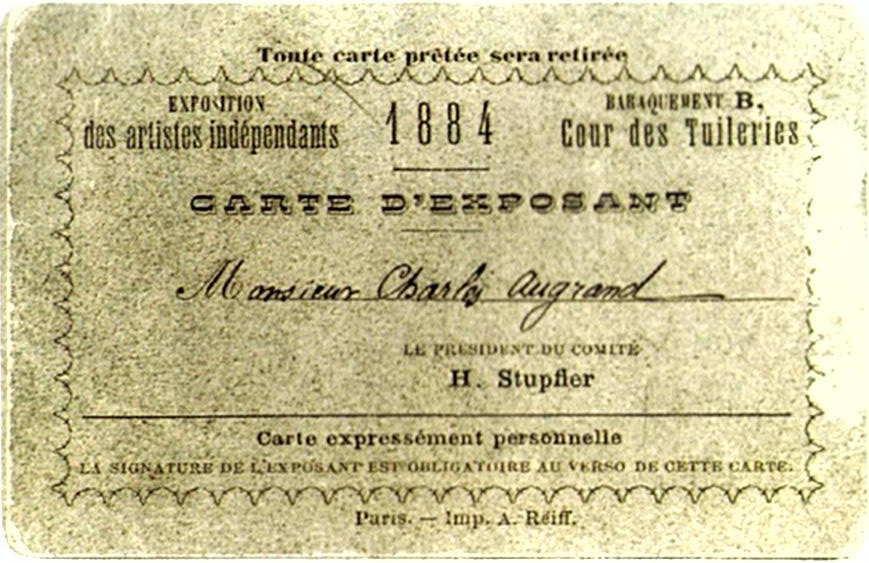 Toute carte prêtée sera retirée
EXPOSITION
des artistes indépendants
1884
BARAQUEMENT B,
Cour des Tuileries
CARTE D'EXPOSANT
Monsieur Charles Augrand
LE PRESIDENT DU COMITÉ
H. Stupfler
Carte expressément personnelle
LA SIGNATURE DE L'EXPOSANT EST OBLIGATOIRE AU VERSO DE CETTE CARTE.
Paris. — Imp. A. Reiff.